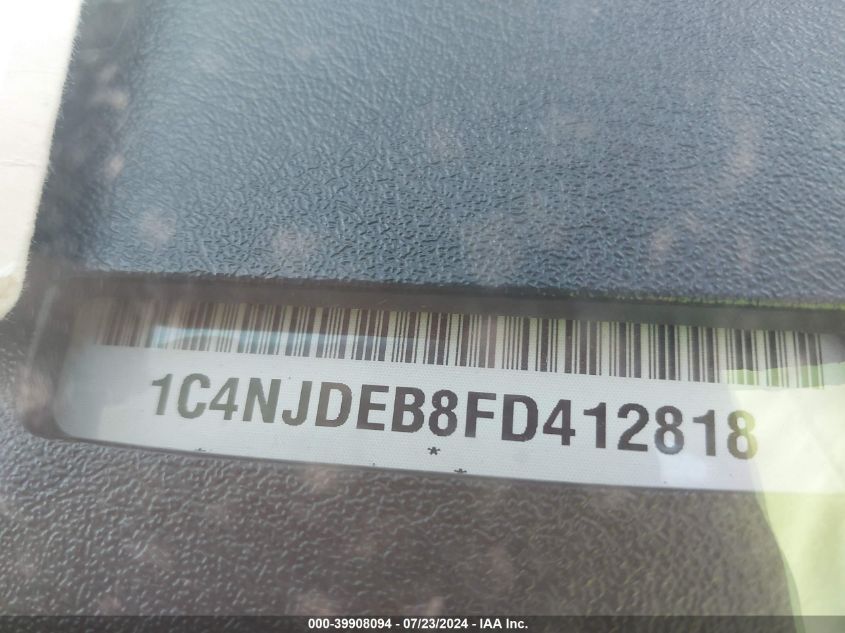 1C4NJDEB8FD412818
* * *
000-39908094 - 07/23/2024 - IAA Inc.